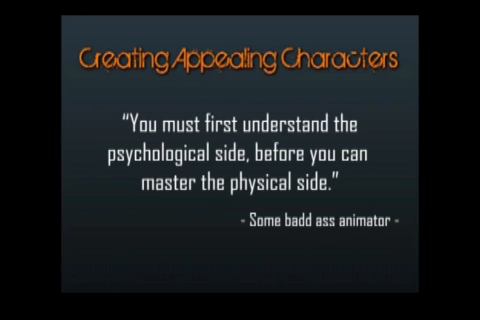 Creating Appealing Characters
“You must first understand the
psychological side, before you can
master the physical side.”
- Some badd ass animator -